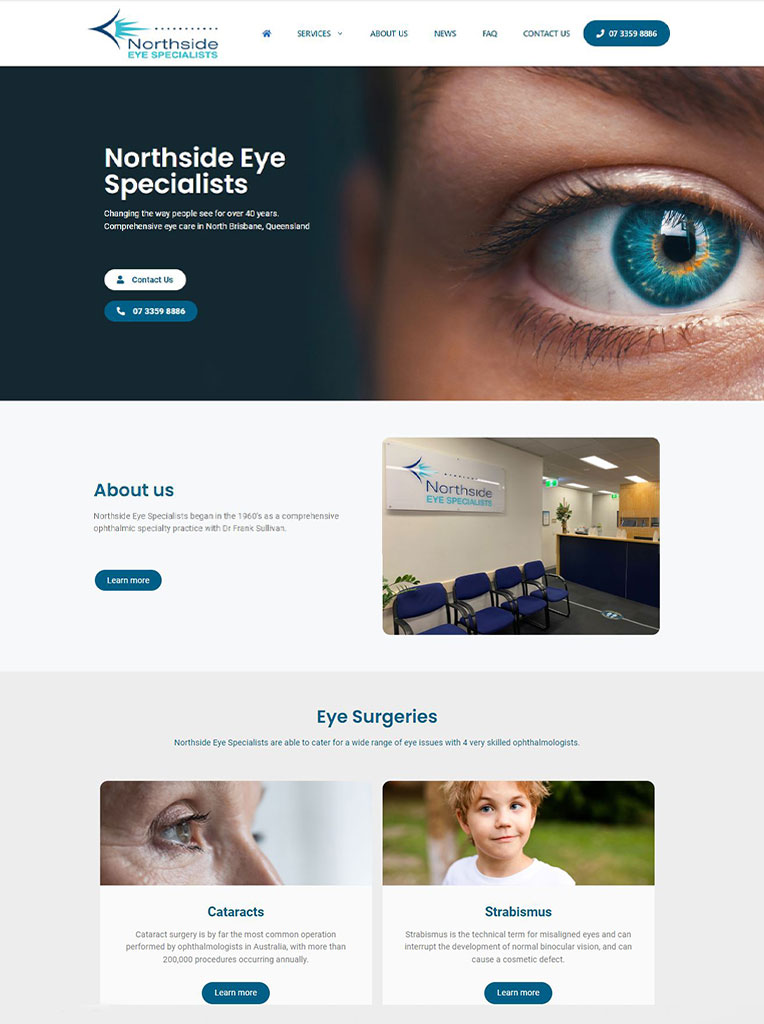 Northside
EYE SPECIALISTS
SERVICES
ABOUT US
NEWS
FAQ
CONTACT US
07 3359 8886
Northside Eye
Specialists
Changing the way people see for over 40 years.
Comprehensive eye care in North Brisbane, Queensland
Contact Us
07 3359 8886
About us
Northside Eye Specialists began in the 1960's as a comprehensive
ophthalmic specialty practice with Dr Frank Sullivan.
Learn more
Northside
EYE SPECIALISTS
Eye Surgeries
Northside Eye Specialists are able to cater for a wide range of eye issues with 4 very skilled ophthalmologists.
Cataracts
Cataract surgery is by far the most common operation
performed by ophthalmologists in Australia, with more than
200,000 procedures occurring annually.
Learn more
Strabismus
Strabismus is the technical term for misaligned eyes and can
interrupt the development of normal binocular vision, and can
cause a cosmetic defect.
Learn more